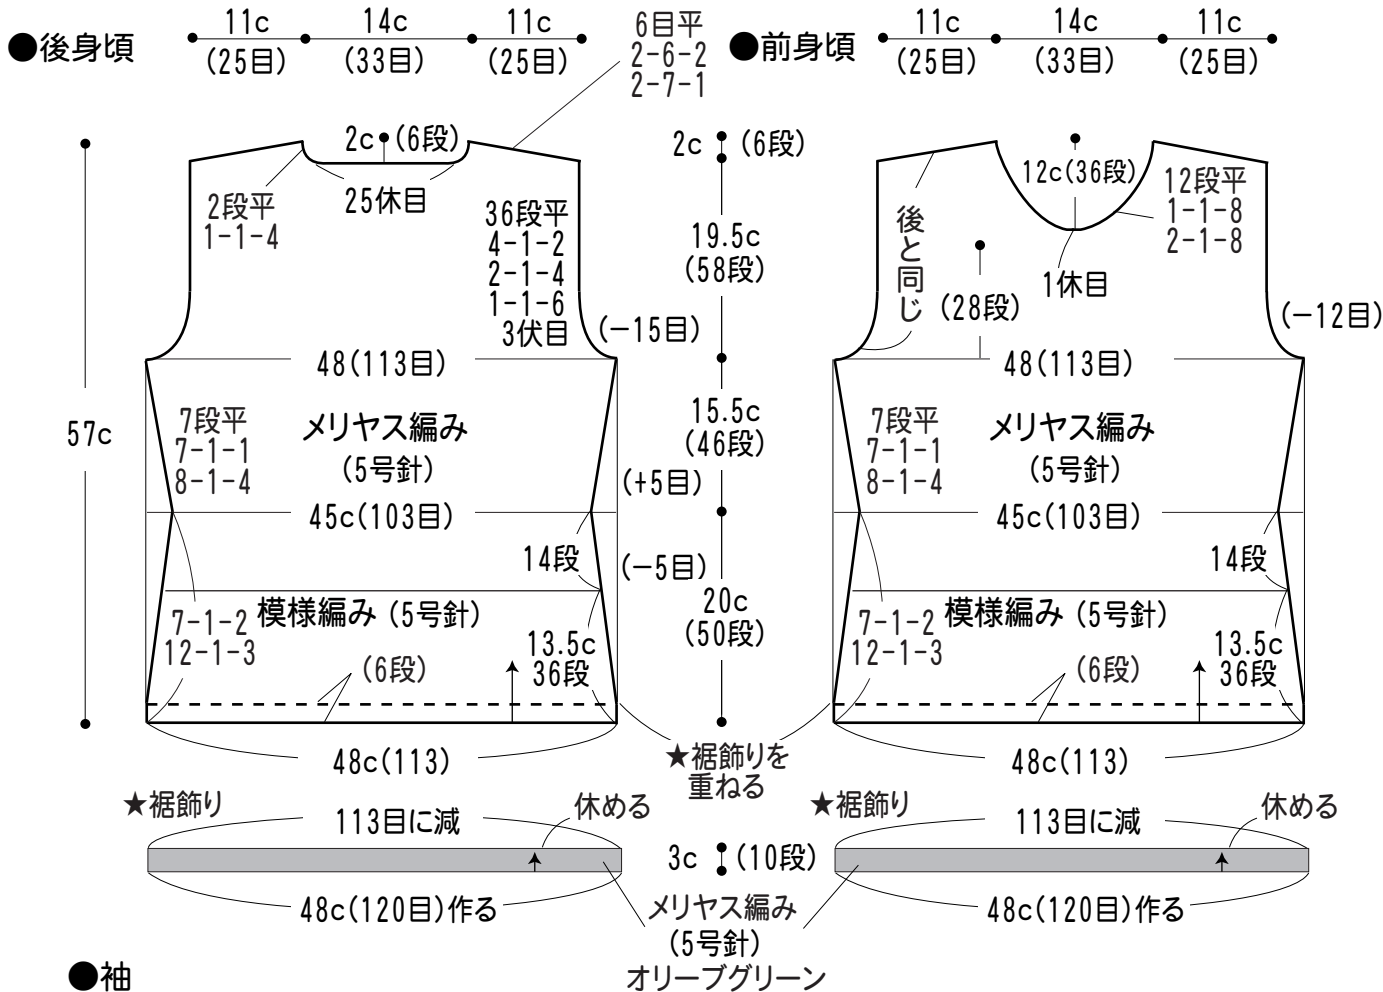 ●後身頃
11c
(25目)
14c
(33目)
11c
(25目)
6目平
2-6-2
2-7-1
2c (6段)
2段平
1-1-4
25休目
36段平
4-1-2
2-1-4
1-1-6
3伏目
(-15目)
48(113目)
57c
7段平
7-1-1
8-1-4
メリヤス編み
(5号針)
(+5目)
45c(103目)
14段
(-5目)
模様編み (5号針)
7-1-2
12-1-3
(6段)
13.5c
36段
48c(113)
2c (6段)
19.5c
(58段)
15.5c
(46段)
20c
(50段)
★裾飾りを
重ねる
●前身頃
11c
(25目)
14c
(33目)
11c
(25目)
12c(36段)
12段平
1-1-8
2-1-8
後と同じ
(28段)
1休目
(-12目)
48(113目)
7段平
7-1-1
8-1-4
メリヤス編み
(5号針)
45c(103目)
14段
模様編み (5号針)
7-1-2
12-1-3
(6段)
13.5c
36段
48c(113)
★裾飾り
113目に減
休める
48c(120目)作る
3c (10段)
メリヤス編み
(5号針)
オリーブグリーン
★裾飾り
113目に減
休める
48c(120目)作る
●袖